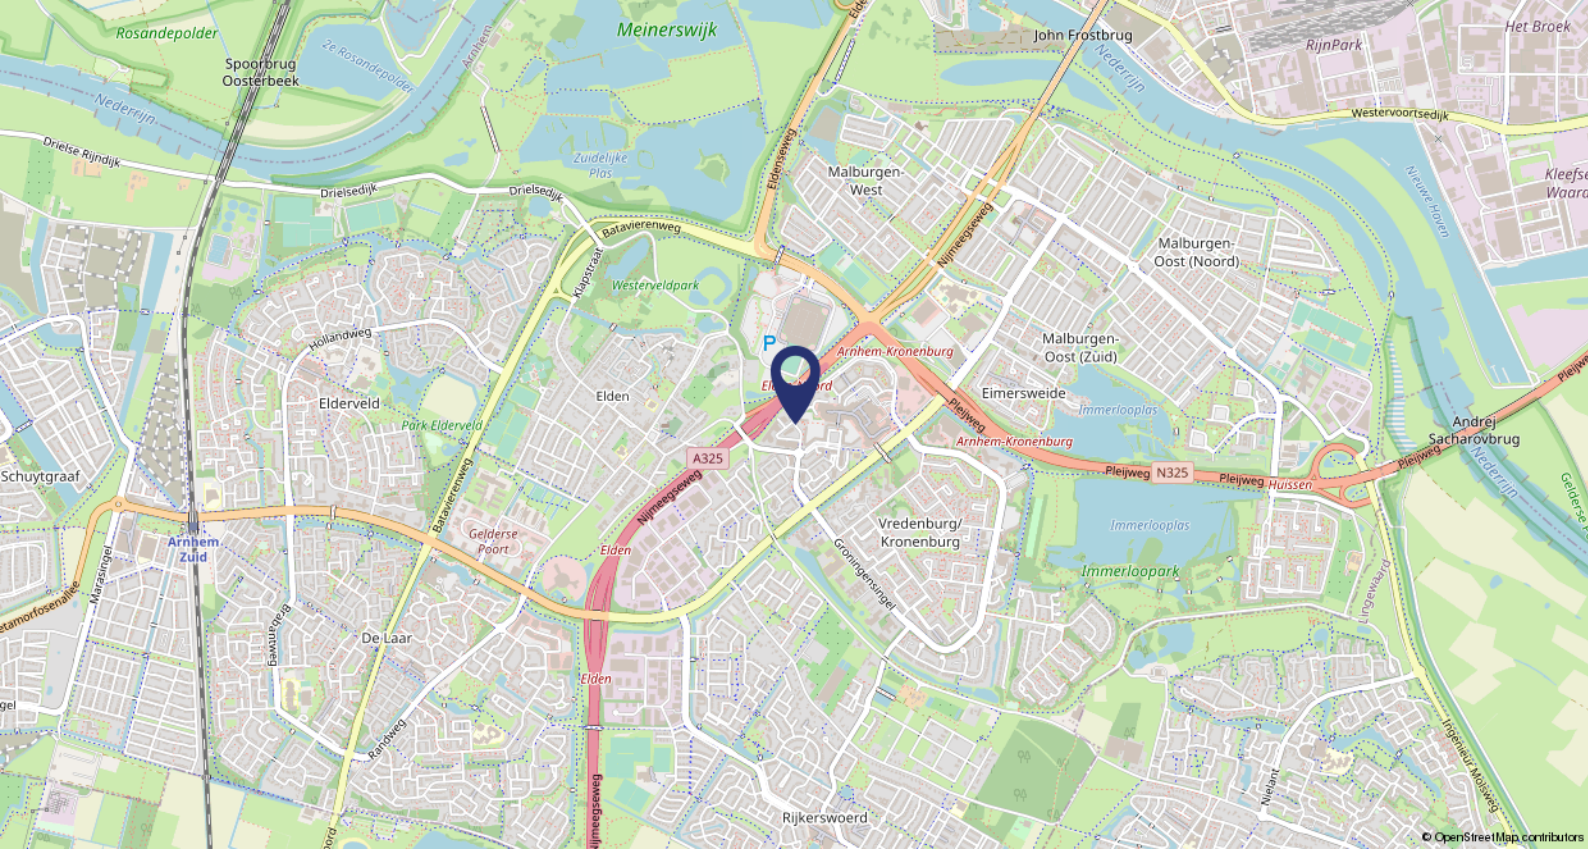 Rosandepolder
Meinerswijk
John Frostbrug
Het Broek
RijnPark
Spoorbrug
Oosterbeek
2e Rosandepolder
Arnhem
Nederrijn
Nederrijn
Westervoortsedijk
Drielse Rijndijk
Zuidelijke
Plas
Eldenseweg
Malburgen-
West
Nieuwe Haven
Drielsedijk
Drielsedijk
Batavierenweg
Nijmeegseweg
Malburgen-
Oost (Noord)
Klapstraat
Westerveldpark
Hollandweg
P
Arnhem-Kronenburg
Malburgen-
Oost (Zuid)
Elderveld
Elden
Eimersweide
Immerlooplas
Pleijweg
Park Elderveld
Arnhem-Kronenburg
Andrej
Sacharovbrug
Pleijweg
A325
Schuytgraaf
Pleijweg
N325
Pleijweg
Huissen
Nederrijn
Batavierenweg
Nijmeegseweg
Gelderse
Poort
Vredenburg/
Kronenburg
Immerlooplas
Arnhem
Zuid
Elden
Groningensingel
Immerloopark
Marasingel
Brabantweg
De Laar
Elden
Randweg
Ingenieur Molsweg
Nielant
Nijmeegseweg
Rijkerswoerd
© OpenStreetMap contributors